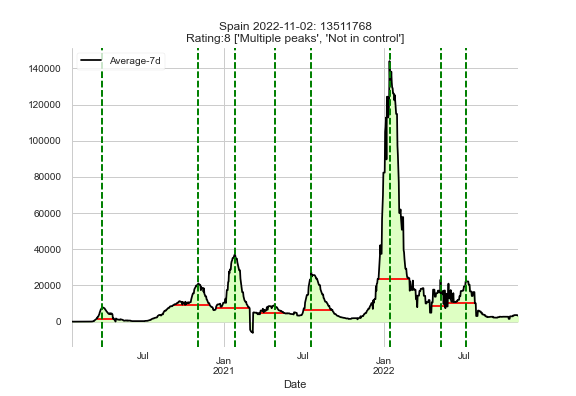 Spain 2022-11-02: 13511768
Rating:8 ['Multiple peaks', 'Not in control']
Average-7d
140000
120000
100000
80000
60000
40000
20000
0
Jul
Jan
2021
Jul
Jan
2022
Jul
Date